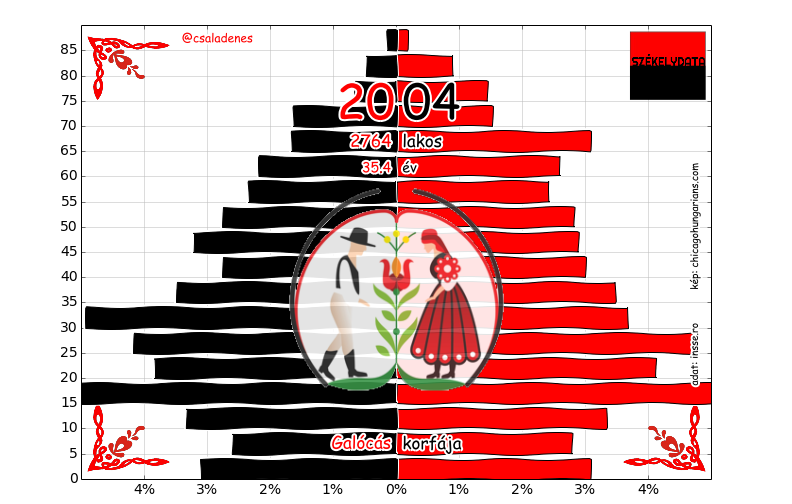 @csaladenes
SZÉKELYDATA
2004
2764 lakos
35.4 év
Galócás korfája
kép: chicagohungarians.com
adat: insse.ro
85
80
75
70
65
60
55
50
45
40
35
30
25
20
15
10
5
0
4% 3% 2% 1% 0% 1% 2% 3% 4%